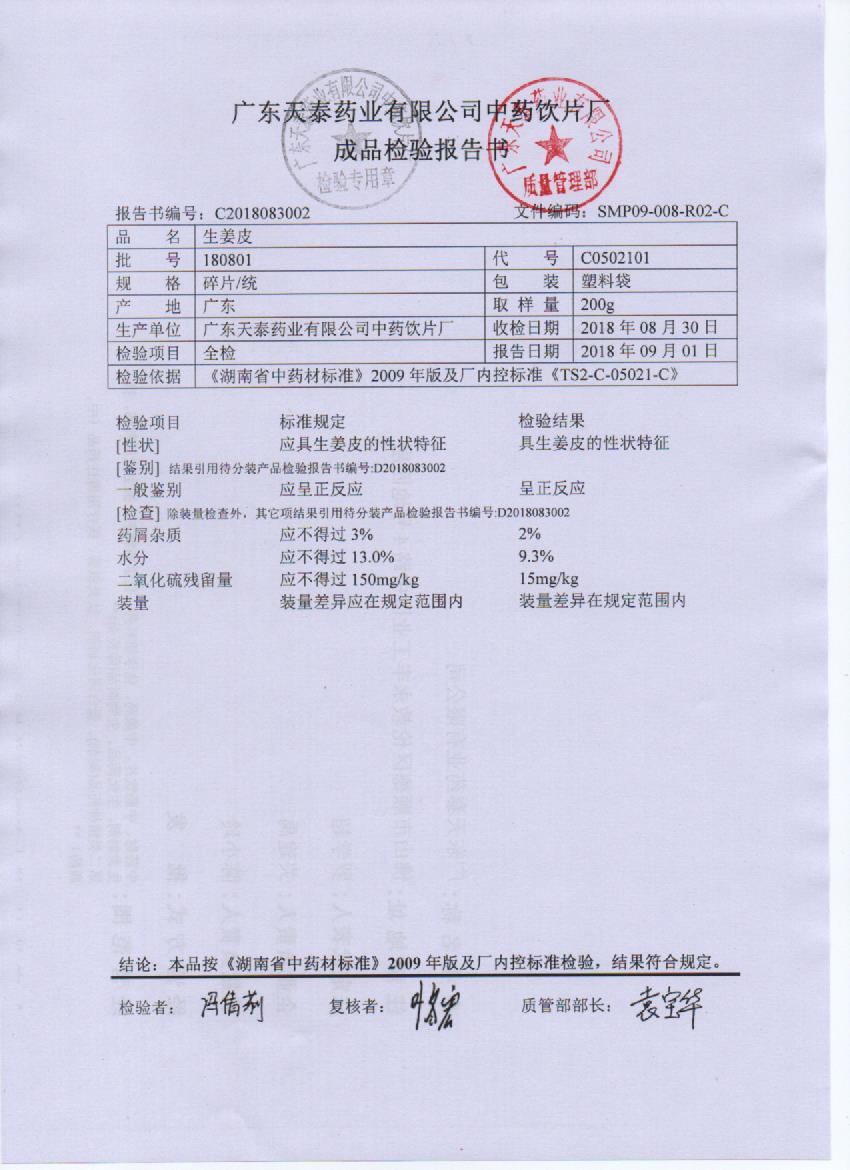 广东天泰药业有限公司中药饮片厂
成品检验报告书
检验专用章
广东天泰药业有限公司
质量管理部
报告书编号：C2018083002 文件编码：SMP09-008-R02-C
品 名 生姜皮
批 号 180801 代 号 C0502101
规 格 碎片/统 包 装 塑料袋
产 地 广东 取样量 200g
生产单位 广东天泰药业有限公司中药饮片厂 收检日期 2018 年 08 月 30 日
检验项目 全检 报告日期 2018 年 09 月 01 日
检验依据 《湖南省中药材标准》2009 年版及厂内控标准《TS2-C-05021-C》
检验项目 标准规定 检验结果
[性状] 应具生姜皮的性状特征 具生姜皮的性状特征
[鉴别] 结果引用待分装产品检验报告书编号:D2018083002
一般鉴别 应呈正反应 呈正反应
[检查] 除装量检查外，其它项结果引用待分装产品检验报告书编号:D2018083002
药屑杂质 应不得过 3% 2%
水分 应不得过 13.0% 9.3%
二氧化硫残留量 应不得过 150mg/kg 15mg/kg
装量 装量差异应在规定范围内 装量差异在规定范围内
结论：本品按《湖南省中药材标准》2009 年版及厂内控标准检验，结果符合规定。
检验者： 复核者： 质管部部长：袁宝华